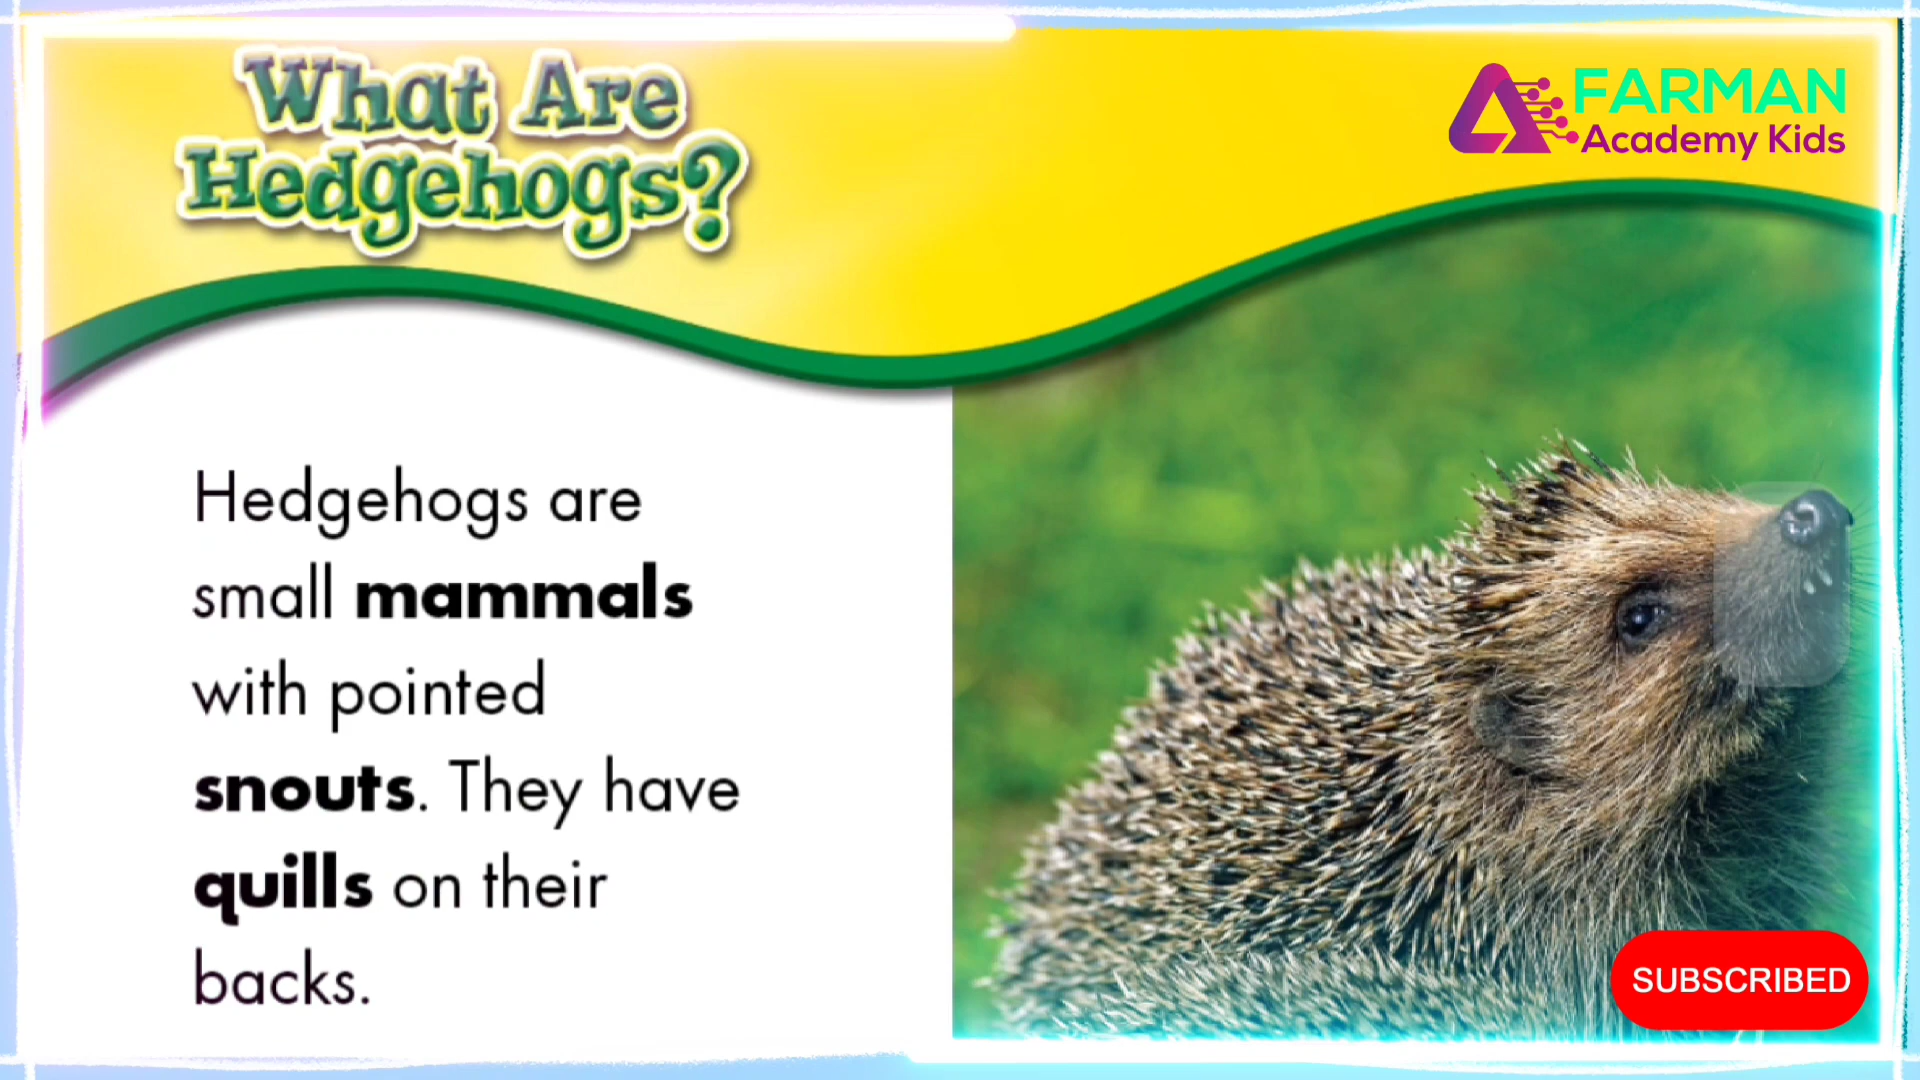 What Are
Hedgehogs?
FARMAN
Academy Kids
Hedgehogs are
small mammals
with pointed
snouts. They have
quills on their
backs.
SUBSCRIBED